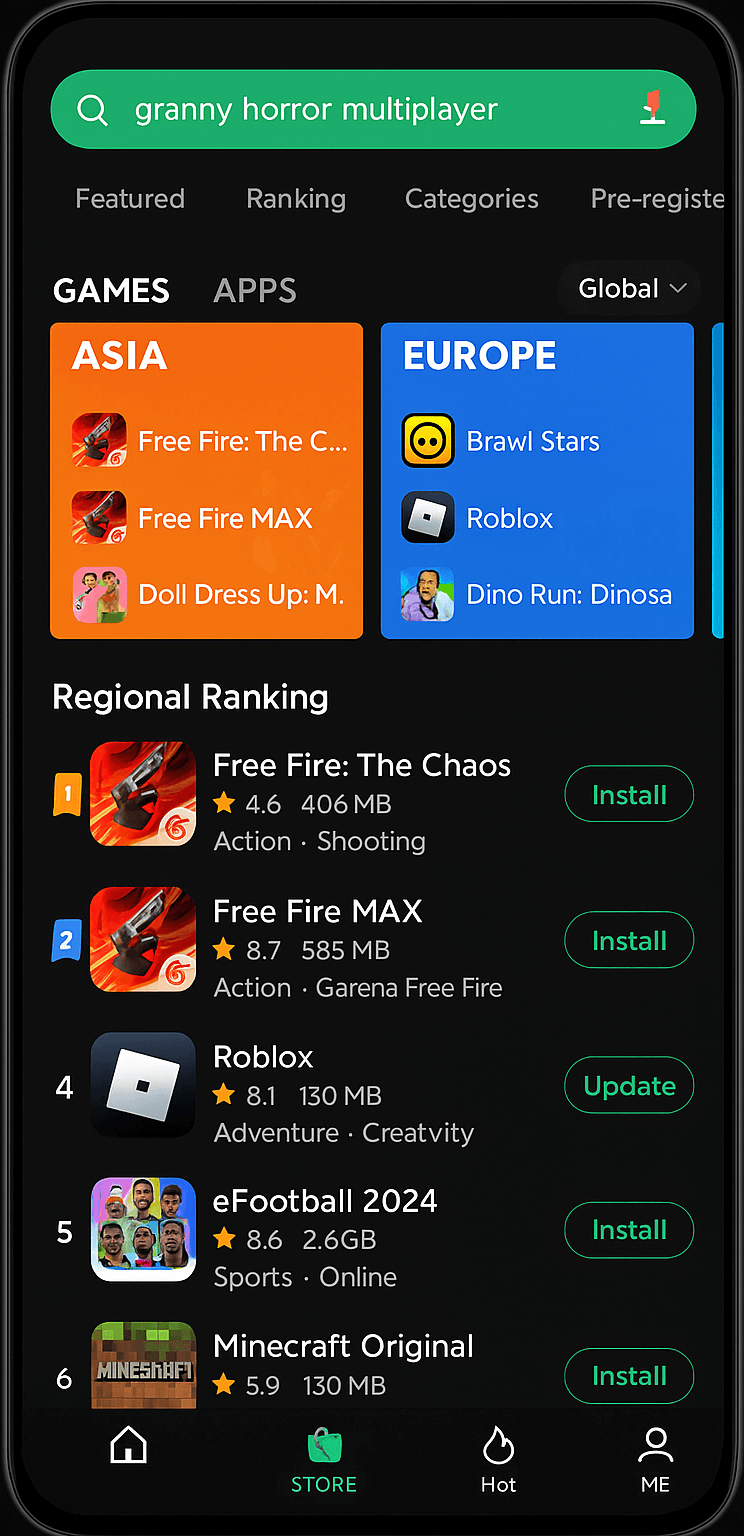 granny horror multiplayer
Featured Ranking Categories Pre-registe
GAMES APPS Global
ASIA
Free Fire: The C...
Free Fire MAX
Doll Dress Up: M.
EUROPE
Brawl Stars
Roblox
Dino Run: Dinosa
Regional Ranking
1
Free Fire: The Chaos
4.6 406 MB
Action · Shooting
Install
2
Free Fire MAX
8.7 585 MB
Action · Garena Free Fire
Install
4
Roblox
8.1 130 MB
Adventure · Creatvity
Update
5
eFootball 2024
8.6 2.6GB
Sports · Online
Install
6
MINESHAFT
Minecraft Original
5.9 130 MB
Install
STORE Hot ME